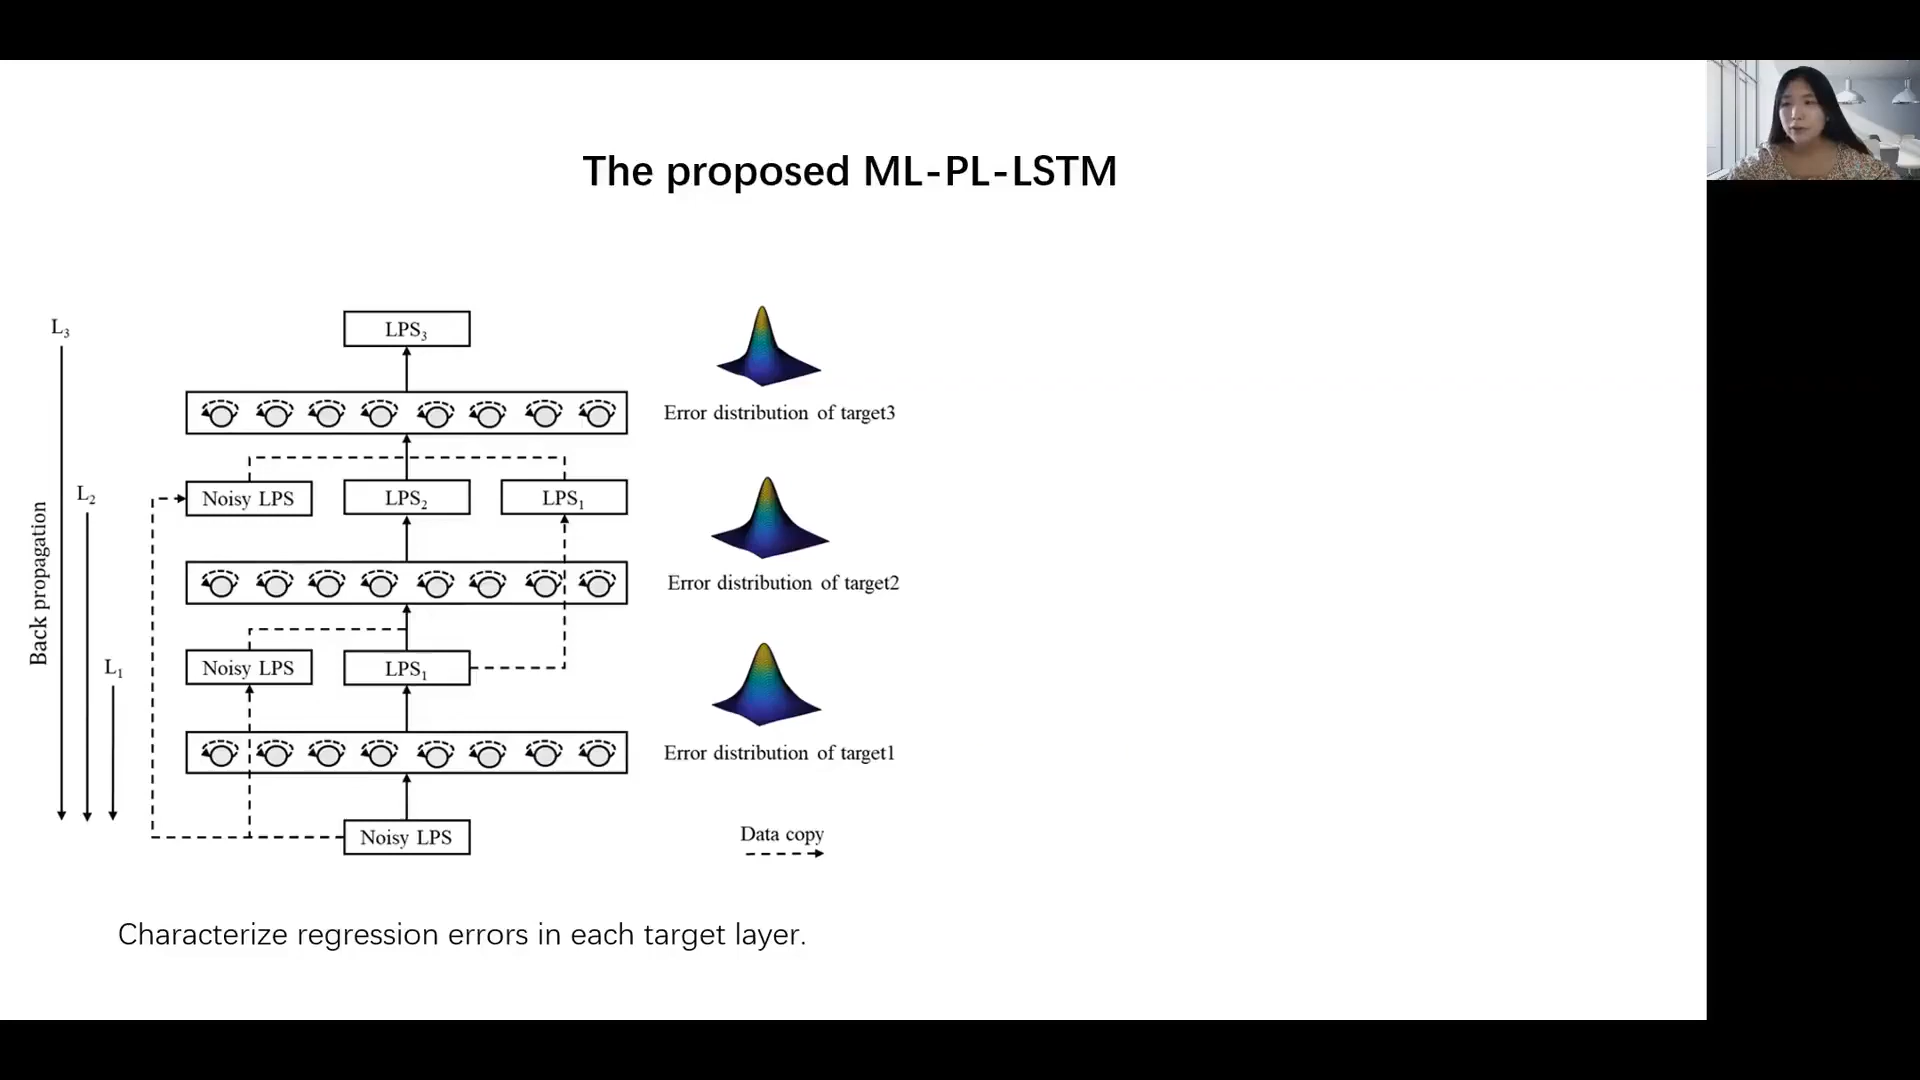 The proposed ML-PL-LSTM
L₃
LPS₃
Error distribution of target3
L₂
Noisy LPS
LPS₂
LPS₁
Back propagation
Error distribution of target2
L₁
Noisy LPS
LPS₁
Error distribution of target1
Noisy LPS
Data copy
Characterize regression errors in each target layer.